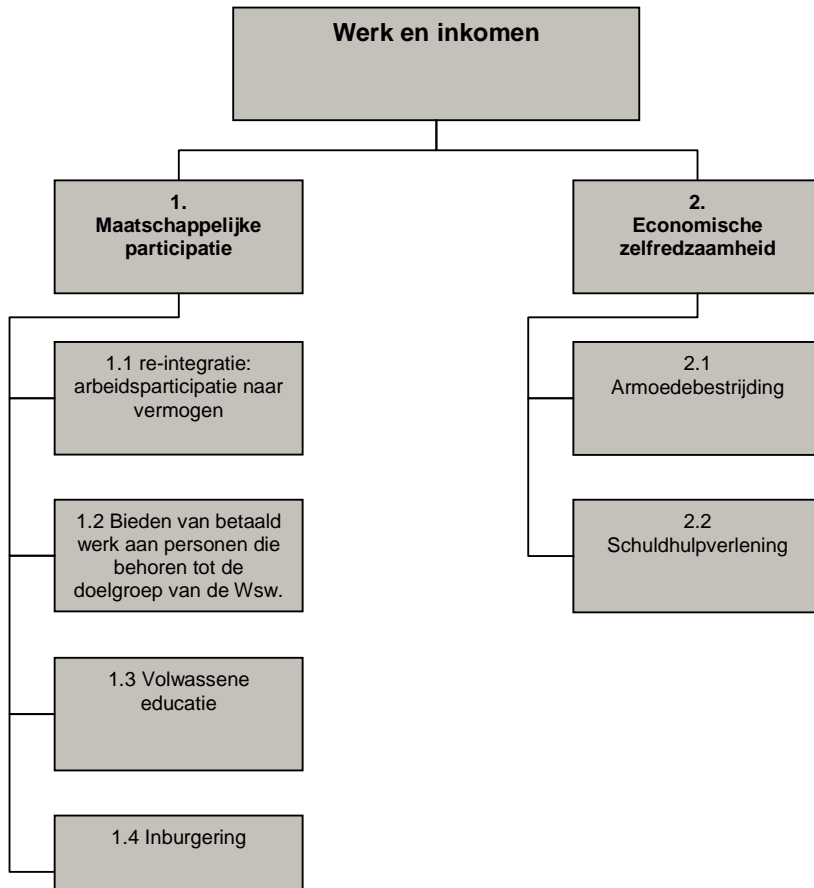 Werk en inkomen
1.
Maatschappelijke
participatie
1.1 re-integratie:
arbeidsparticipatie naar
vermogen
1.2 Bieden van betaald
werk aan personen die
behoren tot de
doelgroep van de Wsw.
1.3 Volwassene
educatie
1.4 Inburgering
2.
Economische
zelfredzaamheid
2.1
Armoedebestrijding
2.2
Schuldhulpverlening